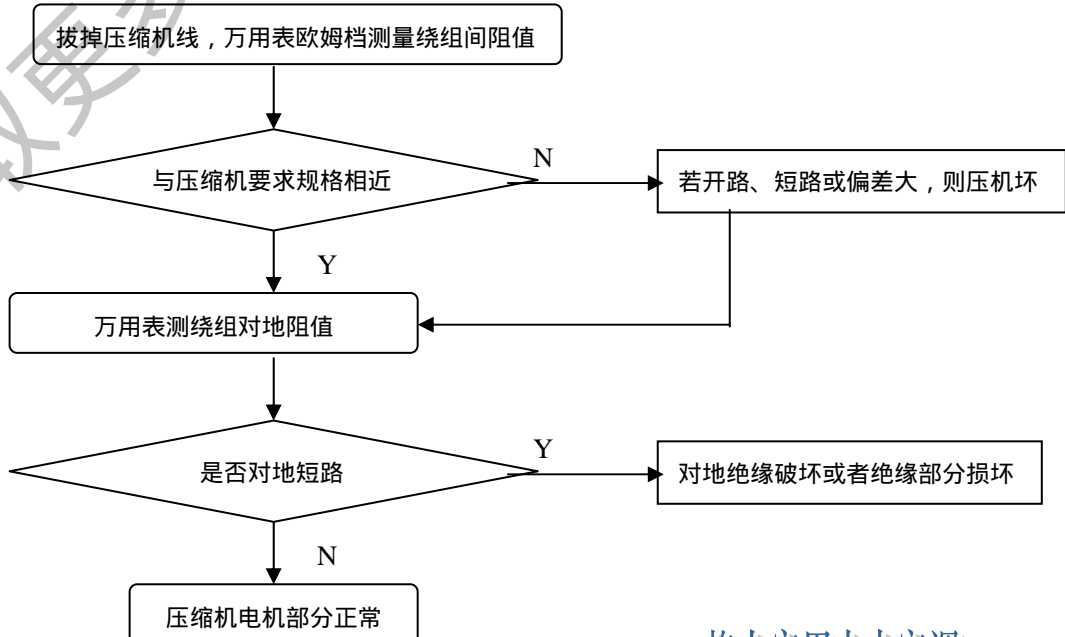 拔掉压缩机线，万用表欧姆档测量绕组间阻值
与压缩机要求规格相近
N
若开路、短路或偏差大，则压机坏
Y
万用表测绕组对地阻值
是否对地短路
Y
对地绝缘破坏或者绝缘部分损坏
N
压缩机电机部分正常